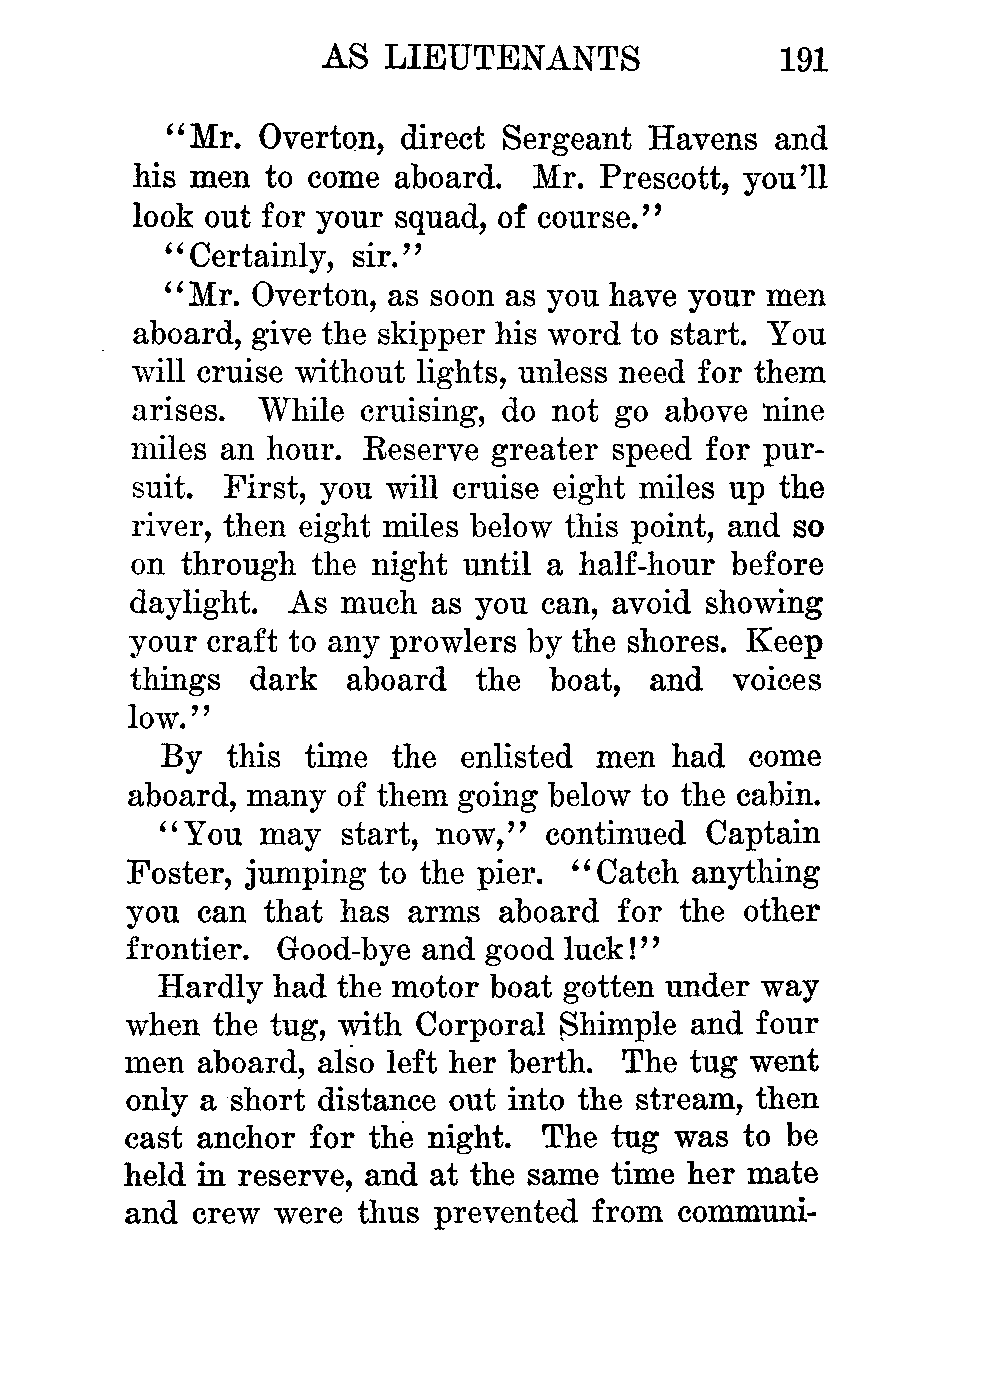 AS LIEUTENANTS 191
“Mr. Overton, direct Sergeant Havens and
his men to come aboard. Mr. Prescott, you'll
look out for your squad, of course.”
“Certainly, sir.”
“Mr. Overton, as soon as you have your men
aboard, give the skipper his word to start. You
will cruise without lights, unless need for them
arises. While cruising, do not go above nine
miles an hour. Reserve greater speed for pur-
suit. First, you will cruise eight miles up the
river, then eight miles below this point, and so
on through the night until a half-hour before
daylight. As much as you can, avoid showing
your craft to any prowlers by the shores. Keep
things dark aboard the boat, and voices
low.”
By this time the enlisted men had come
aboard, many of them going below to the cabin.
“You may start, now,” continued Captain
Foster, jumping to the pier. “Catch anything
you can that has arms aboard for the other
frontier. Good-bye and good luck!”
Hardly had the motor boat gotten under way
when the tug, with Corporal Shimple and four
men aboard, also left her berth. The tug went
only a short distance out into the stream, then
cast anchor for the night. The tug was to be
held in reserve, and at the same time her mate
and crew were thus prevented from communi-